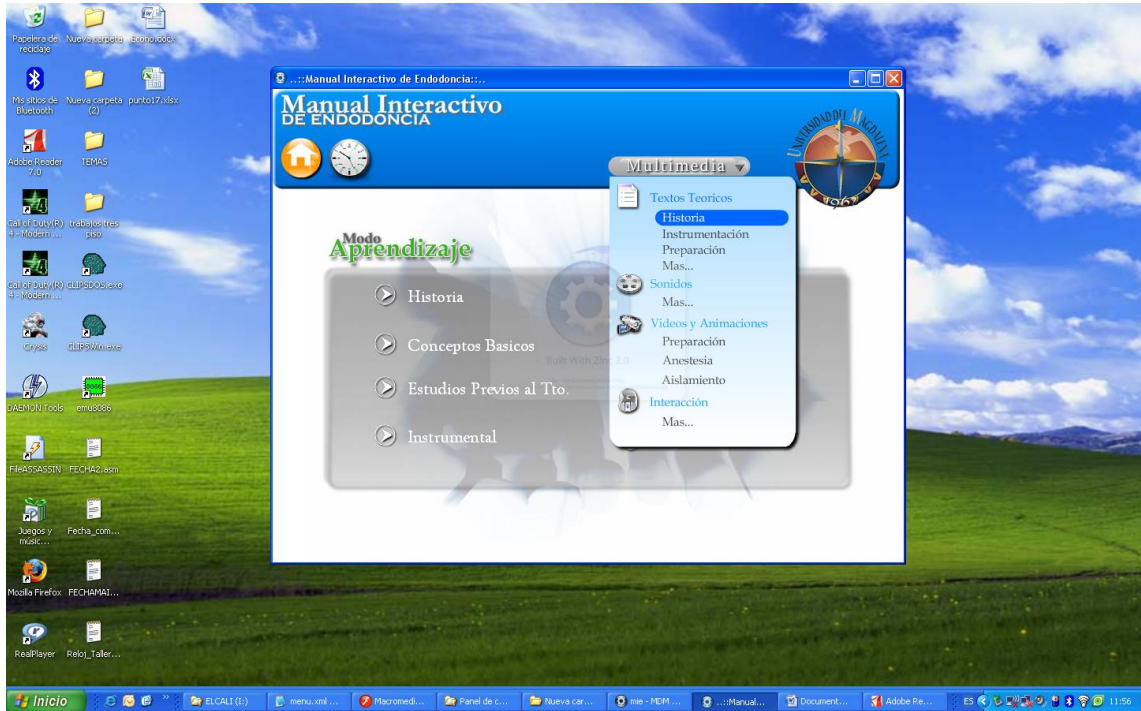 Papelera de reciclaje
Nueva carpeta
Econo.docx
Mis sitios de Bluetooth
Nueva carpeta (2)
punto17.xlsx
Adobe Reader 7.0
TEMAS
Call of Duty(R) 4 - Modern ...
trabajos tres piso
Call of Duty(R) 4 - Modern ...
CLIPSDOS.exe
Crysis
CLIPSWin.exe
DAEMON Tools
emu8086
FileASSASSIN
FECHA2.asm
Juegos y músic...
Fecha_com...
Mozilla Firefox
FECHAMAI...
RealPlayer
Reloj_Taller...
..::Manual Interactivo de Endodoncia::..
Manual Interactivo
DE ENDODONCIA
UNIVERSIDAD DEL MAGDALENA
1962
Multimedia
Textos Teoricos
Historia
Instrumentación
Preparación
Mas...
Sonidos
Mas...
Videos y Animaciones
Preparación
Anestesia
Aislamiento
Interacción
Mas...
Modo
Aprendizaje
Historia
Conceptos Basicos
Estudios Previos al Tto.
Instrumental
Built With Zinc 3.0
Inicio
ELCALI (I:)
menu.xml ...
Macromedi...
Panel de c...
Nueva car...
mie - MDM ...
..::Manual...
Document...
Adobe Re...
ES
11:56